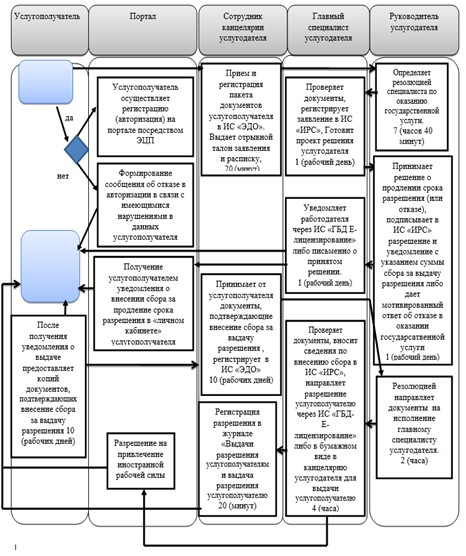 Услугополучатель
Портал
Сотрудник
канцелярии
услугодателя
Главный
специалист
услугодателя
Руководитель
услугодателя
да
нет
Услугополучатель
осуществляет
регистрацию
(авторизацию) на
портале посредством
ЭЦП
Формирование
сообщения об отказе в
авторизации в связи с
имеющимися
нарушениями в
данных
услугополучателя
Получение
услугополучателем
уведомления о
внесении сбора за
продление срока
разрешения в «личном
кабинете»
услугополучателя
После
получения
уведомления о
выдаче
предоставляет
копий
документов,
подтверждающих
внесение сбора
за выдачу
разрешения 10
(рабочих дней)
Разрешение на
привлечение
иностранной
рабочей силы
Прием и
регистрация
пакета
документов
услугополучателя
в ИС «ЭДО».
Выдает отрывной
талон заявления
и расписку,
20 (минут)
Принимает от
услугополучателя
документы,
подтверждающие
внесение сбора за
выдачу
разрешения ,
регистрирует в
ИС «ЭДО»
10 (рабочих дней)
Регистрация
разрешения в
журнале
«Выдачи
разрешения
услугополучателям
и выдача
разрешения
услугополучателю
20 (минут)
Проверяет
документы,
регистрирует
заявление в ИС
«ИРС», Готовит
проект решения
услугодателя
1 (рабочий день)
Уведомляет
работодателя
через ИС «ГБД Е-
лицензирование»
либо письменно о
принятом
решении.
1 (рабочий день)
Проверяет
документы, вносит
сведения по
внесению сбора в
ИС «ИРС»,
направляет
разрешение
услугополучателю
через ИС «ГБД-
Е-
лицензирование»
либо в бумажном
виде в
канцелярию
услугодателя для
выдачи
услугополучателю
4 (часа)
Определяет
резолюцией
специалиста по
оказанию
государственной
услуги.
7 (часов 40
минут)
Принимает
решение о
продлении срока
разрешения (или
отказе),
подписывает в
ИС «ИРС»
разрешение и
уведомление с
указанием суммы
сбора за выдачу
разрешения либо
дает
мотивированный
ответ об отказе в
оказании
государственной
услуги
1 (рабочий день)
Резолюцией
направляет
документы на
исполнение
главному
специалисту
услугодателя.
2 (часа)